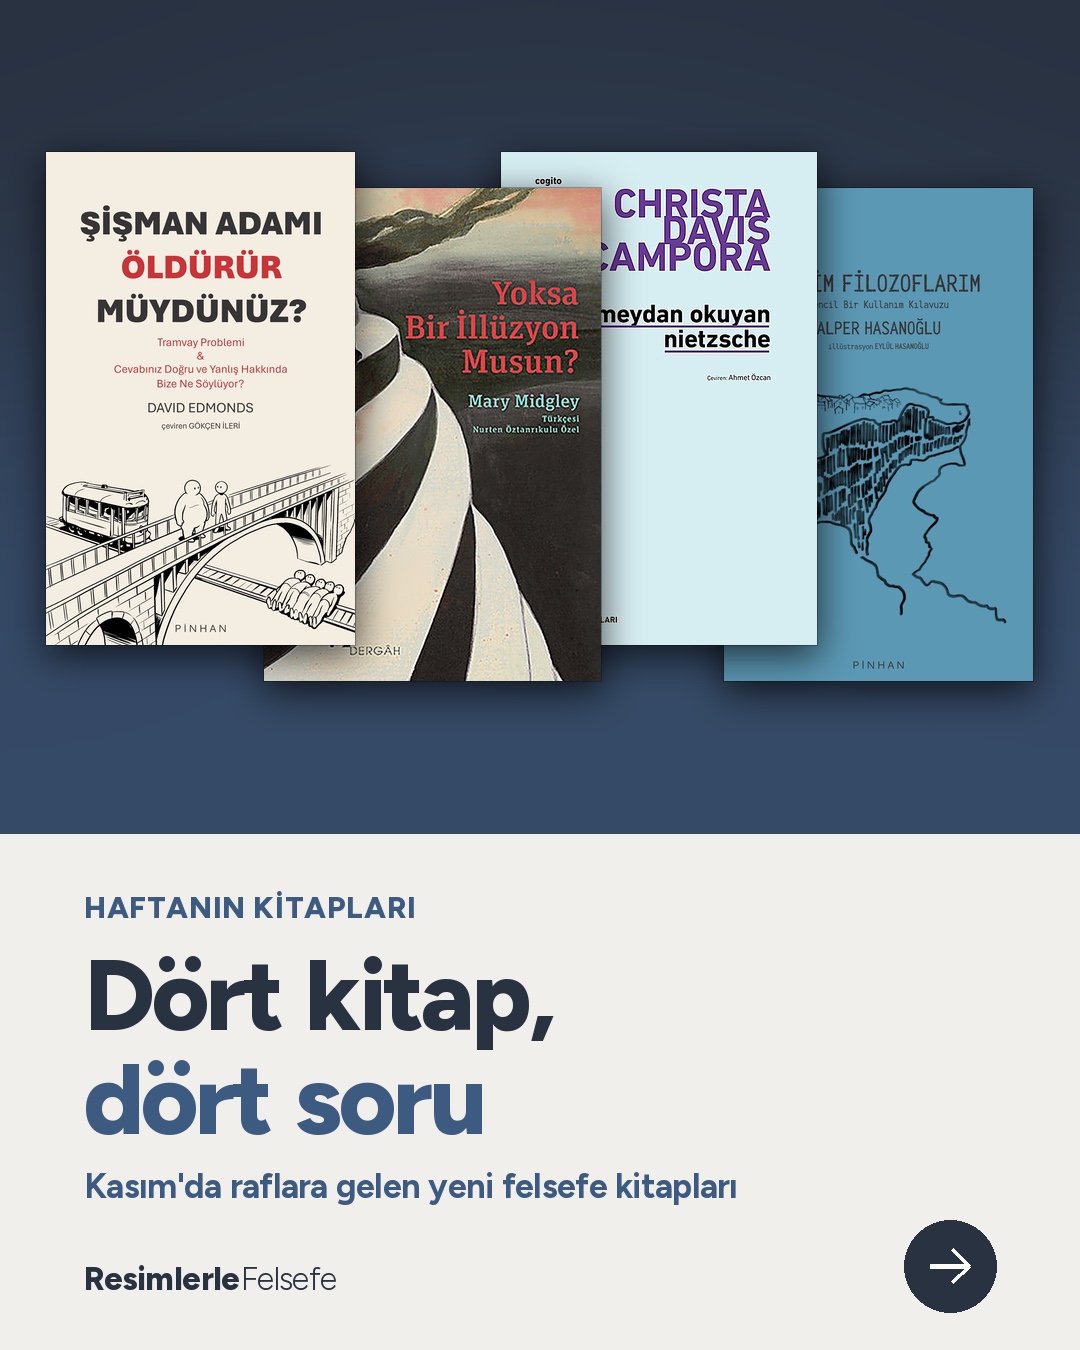 ŞİŞMAN ADAMI
ÖLDÜRÜR
MÜYDÜNÜZ?
Tramvay Problemi
&
Cevabınız Doğru ve Yanlış Hakkında
Bize Ne Söylüyor?
DAVID EDMONDS
çeviren GÖKÇEN İLERİ
PİNHAN
Yoksa
Bir İllüzyon
Musun?
Mary Midgley
Türkçesi
Nurten Öztanrıkulu Özel
DERGÂH
cogito
CHRISTA
DAVIS
CAMPORA
meydan okuyan
nietzsche
Çeviren: Ahmet Özcan
FİLOZOFLARIM
Bir Kullanım Kılavuzu
ALPER HASANOĞLU
illüstrasyon EYLÜL HASANOĞLU
PİNHAN
HAFTANIN KİTAPLARI
Dört kitap,
dört soru
Kasım'da raflara gelen yeni felsefe kitapları
ResimlerleFelsefe